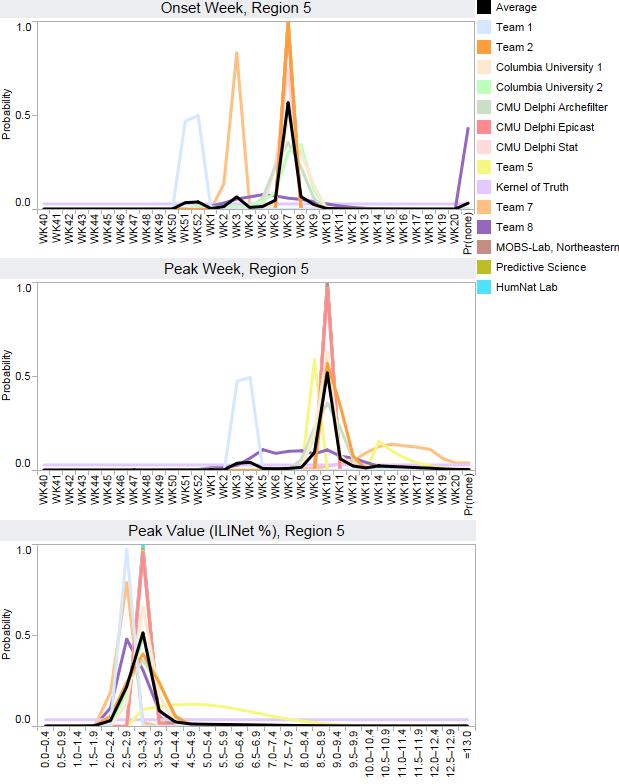 Onset Week, Region 5
1.0
0.5
0.0
Probability
WK40 WK41 WK42 WK43 WK44 WK45 WK46 WK47 WK48 WK49 WK50 WK51 WK52 WK1 WK2 WK3 WK4 WK5 WK6 WK7 WK8 WK9 WK10 WK11 WK12 WK13 WK14 WK15 WK16 WK17 WK18 WK19 WK20 Pr(none)
Average
Team 1
Team 2
Columbia University 1
Columbia University 2
CMU Delphi Archefilter
CMU Delphi Epicast
CMU Delphi Stat
Team 5
Kernel of Truth
Team 7
Team 8
MOBS-Lab, Northeastern
Predictive Science
HumNat Lab
Peak Week, Region 5
1.0
0.5
0.0
Probability
WK40 WK41 WK42 WK43 WK44 WK45 WK46 WK47 WK48 WK49 WK50 WK51 WK52 WK1 WK2 WK3 WK4 WK5 WK6 WK7 WK8 WK9 WK10 WK11 WK12 WK13 WK14 WK15 WK16 WK17 WK18 WK19 WK20 Pr(none)
Peak Value (ILINet %), Region 5
1.0
0.5
0.0
Probability
0.0–0.4 0.5–0.9 1.0–1.4 1.5–1.9 2.0–2.4 2.5–2.9 3.0–3.4 3.5–3.9 4.0–4.4 4.5–4.9 5.0–5.4 5.5–5.9 6.0–6.4 6.5–6.9 7.0–7.4 7.5–7.9 8.0–8.4 8.5–8.9 9.0–9.4 9.5–9.9 10.0–10.4 10.5–10.9 11.0–11.4 11.5–11.9 12.0–12.4 12.5–12.9 =13.0